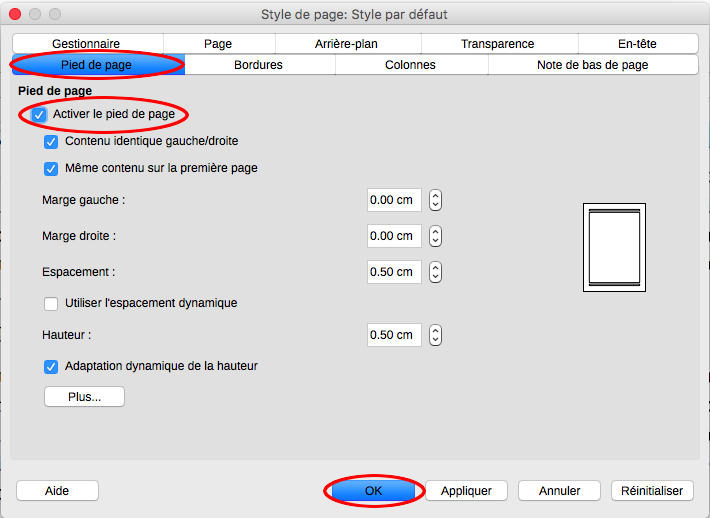 Style de page: Style par défaut
Gestionnaire Page Arrière-plan Transparence En-tête
Pied de page Bordures Colonnes Note de bas de page
Pied de page
Activer le pied de page
Contenu identique gauche/droite
Même contenu sur la première page
Marge gauche : 0.00 cm
Marge droite : 0.00 cm
Espacement : 0.50 cm
Utiliser l'espacement dynamique
Hauteur : 0.50 cm
Adaptation dynamique de la hauteur
Plus...
Aide OK Appliquer Annuler Réinitialiser